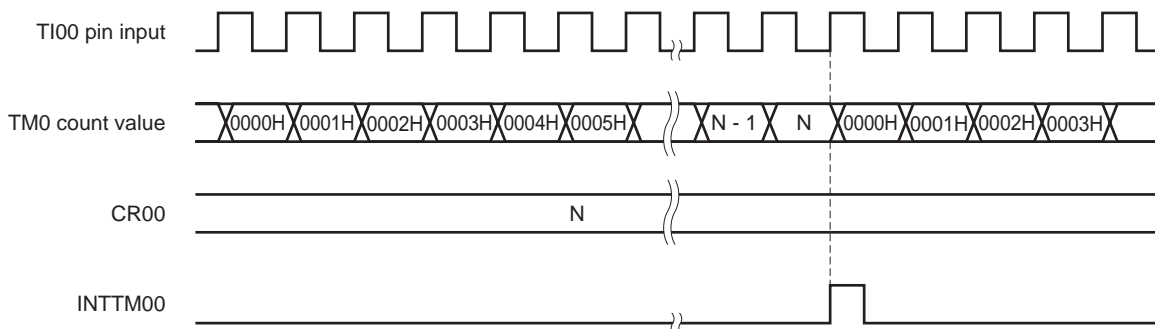 TI00 pin input
TM0 count value
0000H 0001H 0002H 0003H 0004H 0005H N - 1 N 0000H 0001H 0002H 0003H
CR00
N
INTTM00